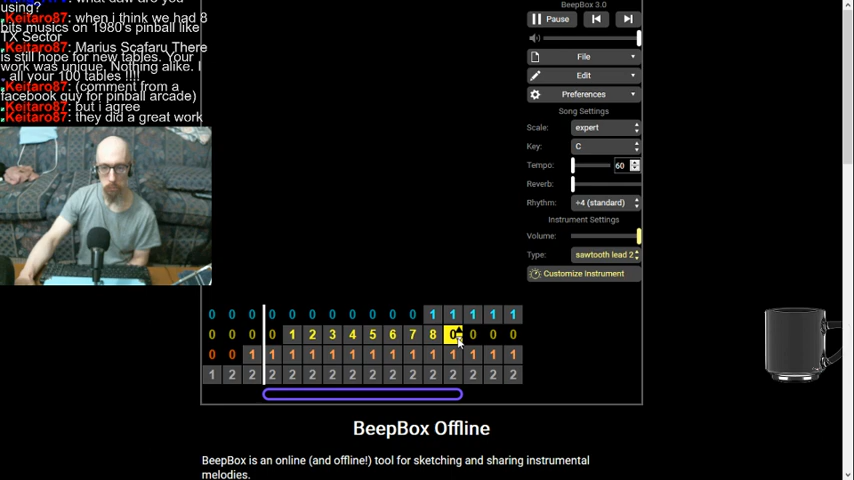 using?
Keitaro87: when i think we had 8
bits musics on 1980's pinball like
TX Sector
Keitaro87: Marius Scafaru There
is still hope for new tables. Your
work was unique. Nothing alike. I
all your 100 tables !!!!
Keitaro87: (comment from a
facebook guy for pinball arcade)
Keitaro87: but i agree
Keitaro87: they did a great work
BeepBox 3.0
Pause
File
Edit
Preferences
Song Settings
Scale: expert
Key: C
Tempo: 60
Reverb:
Rhythm: ÷4 (standard)
Instrument Settings
Volume:
Type: sawtooth lead 2
Customize Instrument
0 0 0 0 0 0 0 0 0 0 0 1 1 1 1 1
0 0 0 0 1 2 3 4 5 6 7 8 0 0 0 0
0 0 1 1 1 1 1 1 1 1 1 1 1 1 1 1
1 2 2 2 2 2 2 2 2 2 2 2 2 2 2 2
BeepBox Offline
BeepBox is an online (and offline!) tool for sketching and sharing instrumental
melodies.